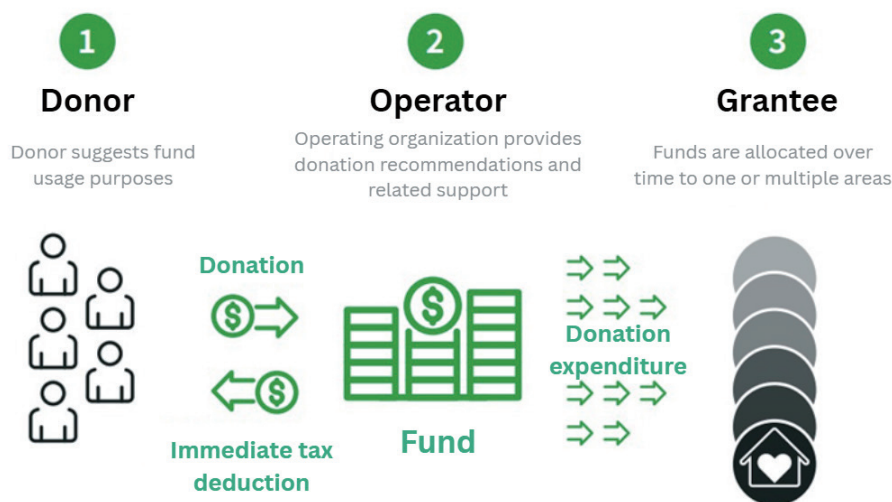 1
Donor
Donor suggests fund
usage purposes
2
Operator
Operating organization provides
donation recommendations and
related support
3
Grantee
Funds are allocated over
time to one or multiple areas
Donation
$
$
Immediate tax
deduction
$
Fund
Donation
expenditure